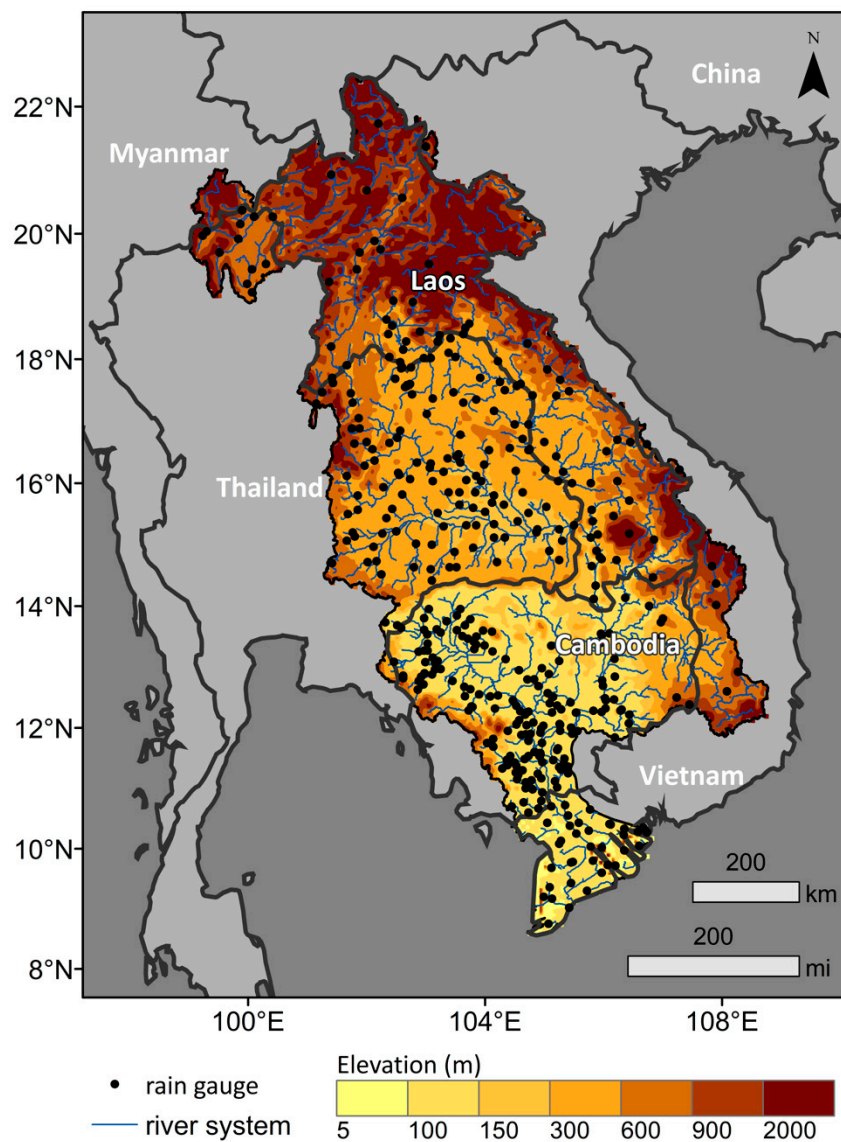 N
China
22°N
Myanmar
20°N
Laos
18°N
Thailand
16°N
14°N
Cambodia
12°N
Vietnam
10°N
200
km
200
8°N
mi
100°E 104°E 108°E
rain gauge
river system
Elevation (m)
5 100 150 300 600 900 2000